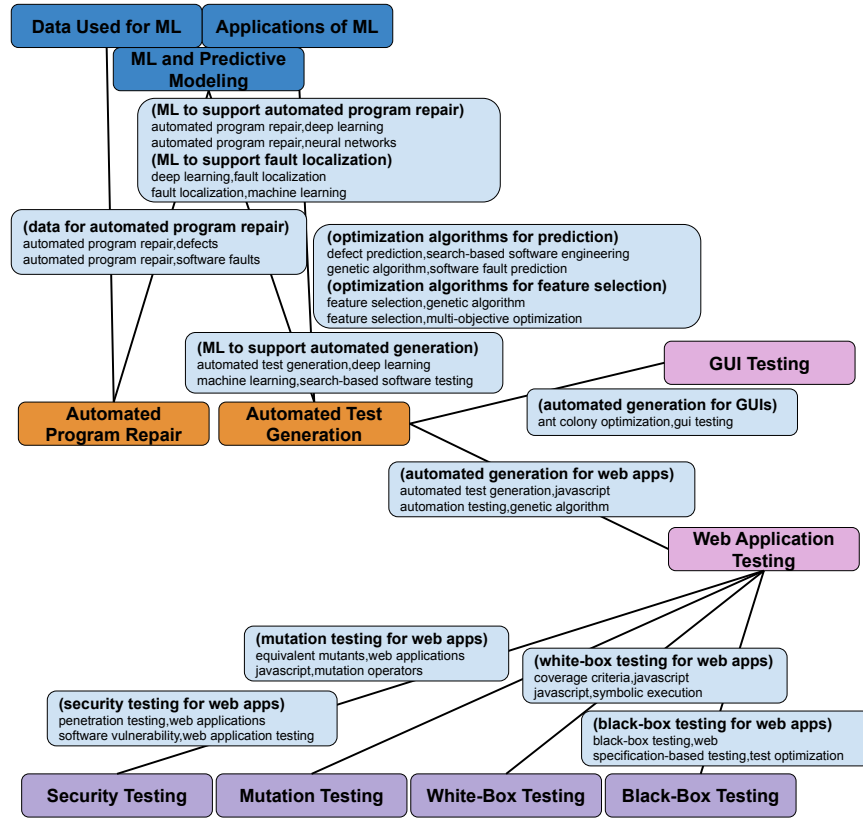 Data Used for ML
Applications of ML
ML and Predictive
Modeling
(ML to support automated program repair)
automated program repair,deep learning
automated program repair,neural networks
(ML to support fault localization)
deep learning,fault localization
fault localization,machine learning
(data for automated program repair)
automated program repair,defects
automated program repair,software faults
(optimization algorithms for prediction)
defect prediction,search-based software engineering
genetic algorithm,software fault prediction
(optimization algorithms for feature selection)
feature selection,genetic algorithm
feature selection,multi-objective optimization
(ML to support automated generation)
automated test generation,deep learning
machine learning,search-based software testing
GUI Testing
(automated generation for GUIs)
ant colony optimization,gui testing
Automated
Program Repair
Automated Test
Generation
(automated generation for web apps)
automated test generation,javascript
automation testing,genetic algorithm
Web Application
Testing
(mutation testing for web apps)
equivalent mutants,web applications
javascript,mutation operators
(white-box testing for web apps)
coverage criteria,javascript
javascript,symbolic execution
(security testing for web apps)
penetration testing,web applications
software vulnerability,web application testing
(black-box testing for web apps)
black-box testing,web
specification-based testing,test optimization
Security Testing
Mutation Testing
White-Box Testing
Black-Box Testing